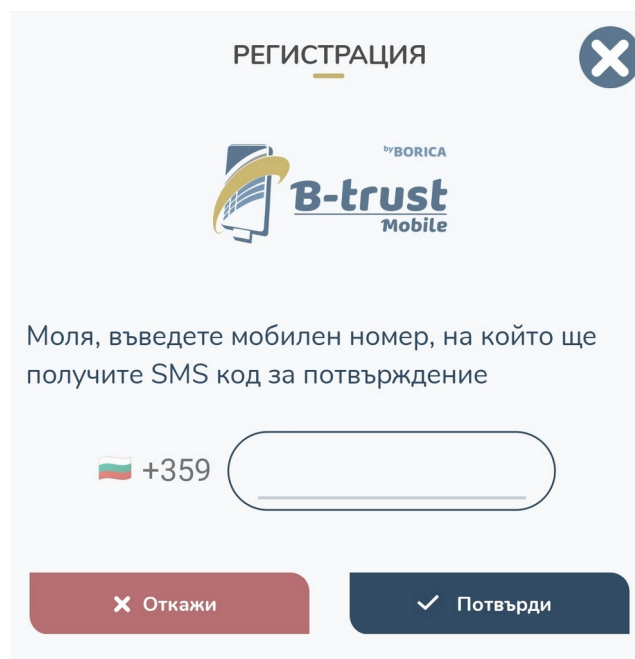 РЕГИСТРАЦИЯ
by BORICA
B-trust
Mobile
Моля, въведете мобилен номер, на който ще
получите SMS код за потвърждение
+359
Откажи
Потвърди